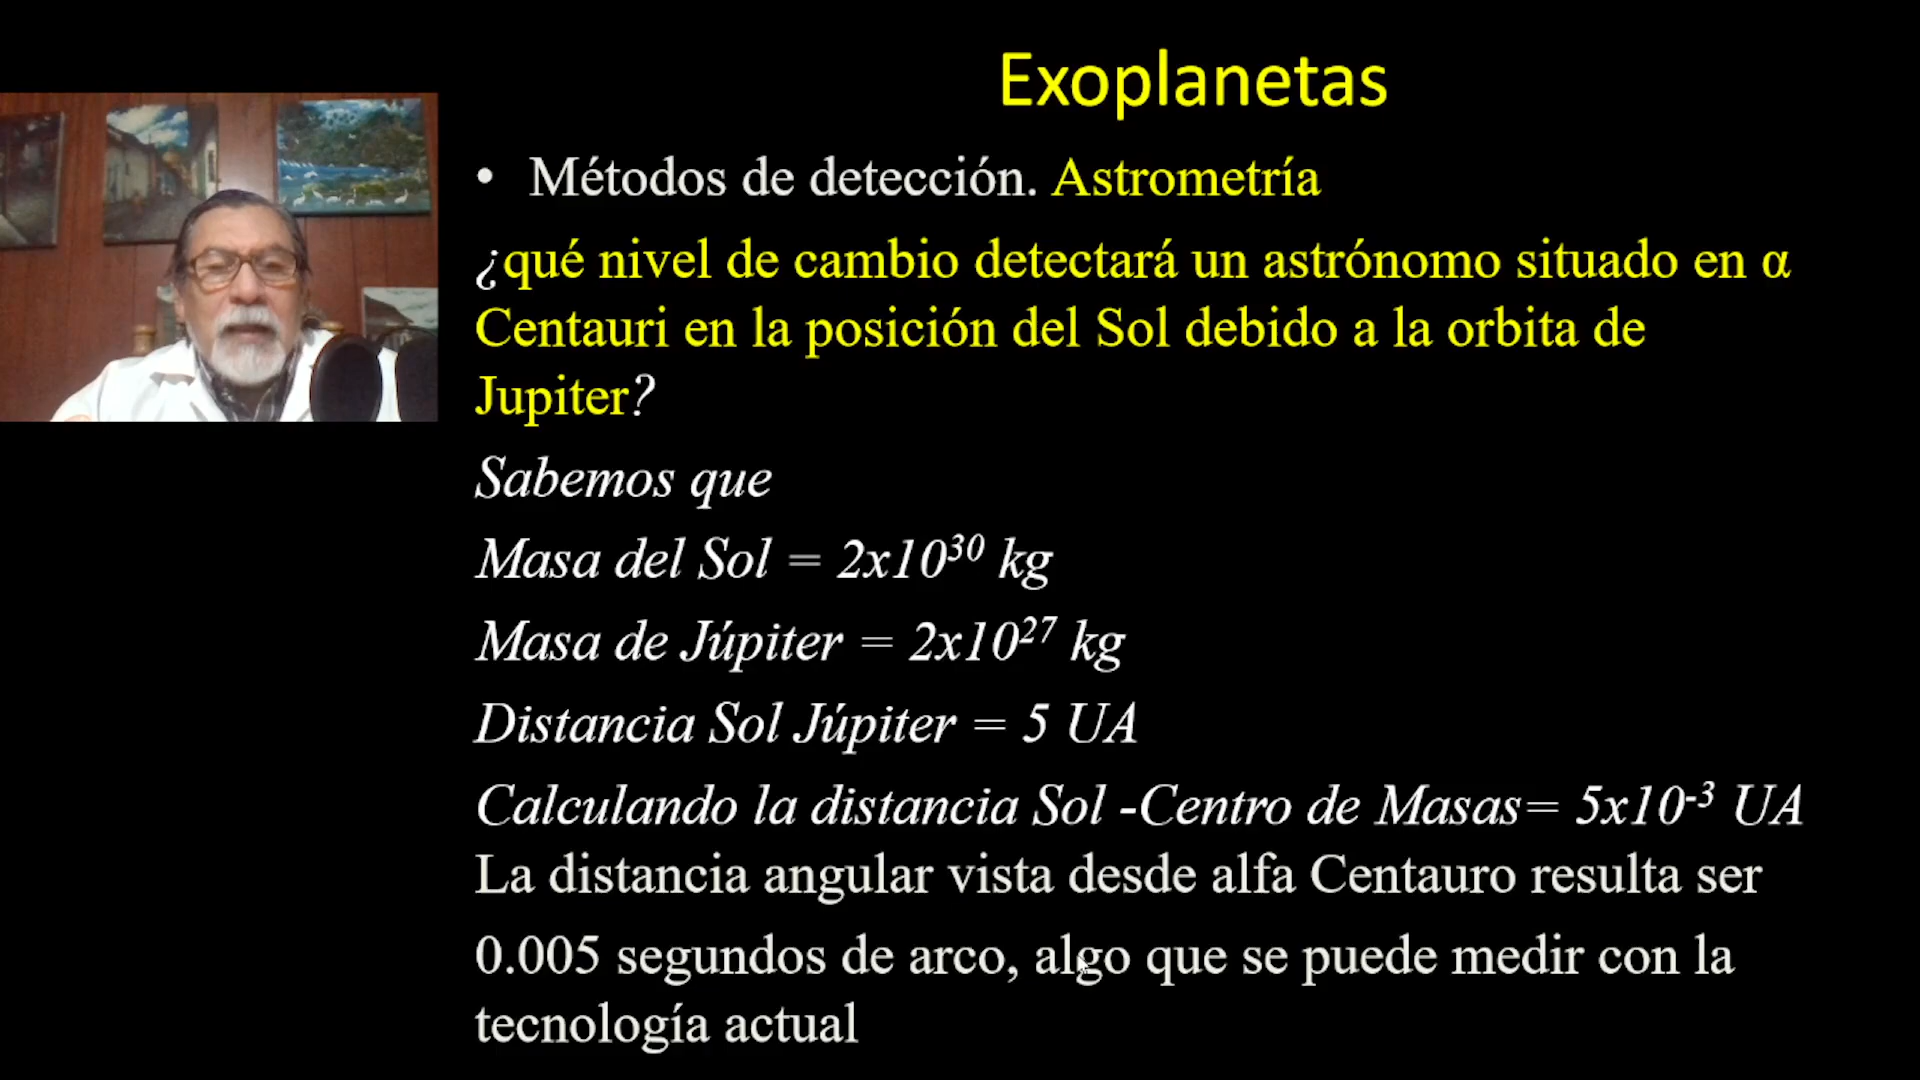 Exoplanetas
• Métodos de detección. Astrometría
¿qué nivel de cambio detectará un astrónomo situado en α
Centauri en la posición del Sol debido a la orbita de
Jupiter?
Sabemos que
Masa del Sol = 2x10³⁰ kg
Masa de Júpiter = 2x10²⁷ kg
Distancia Sol Júpiter = 5 UA
Calculando la distancia Sol -Centro de Masas= 5x10⁻³ UA
La distancia angular vista desde alfa Centauro resulta ser
0.005 segundos de arco, algo que se puede medir con la
tecnología actual